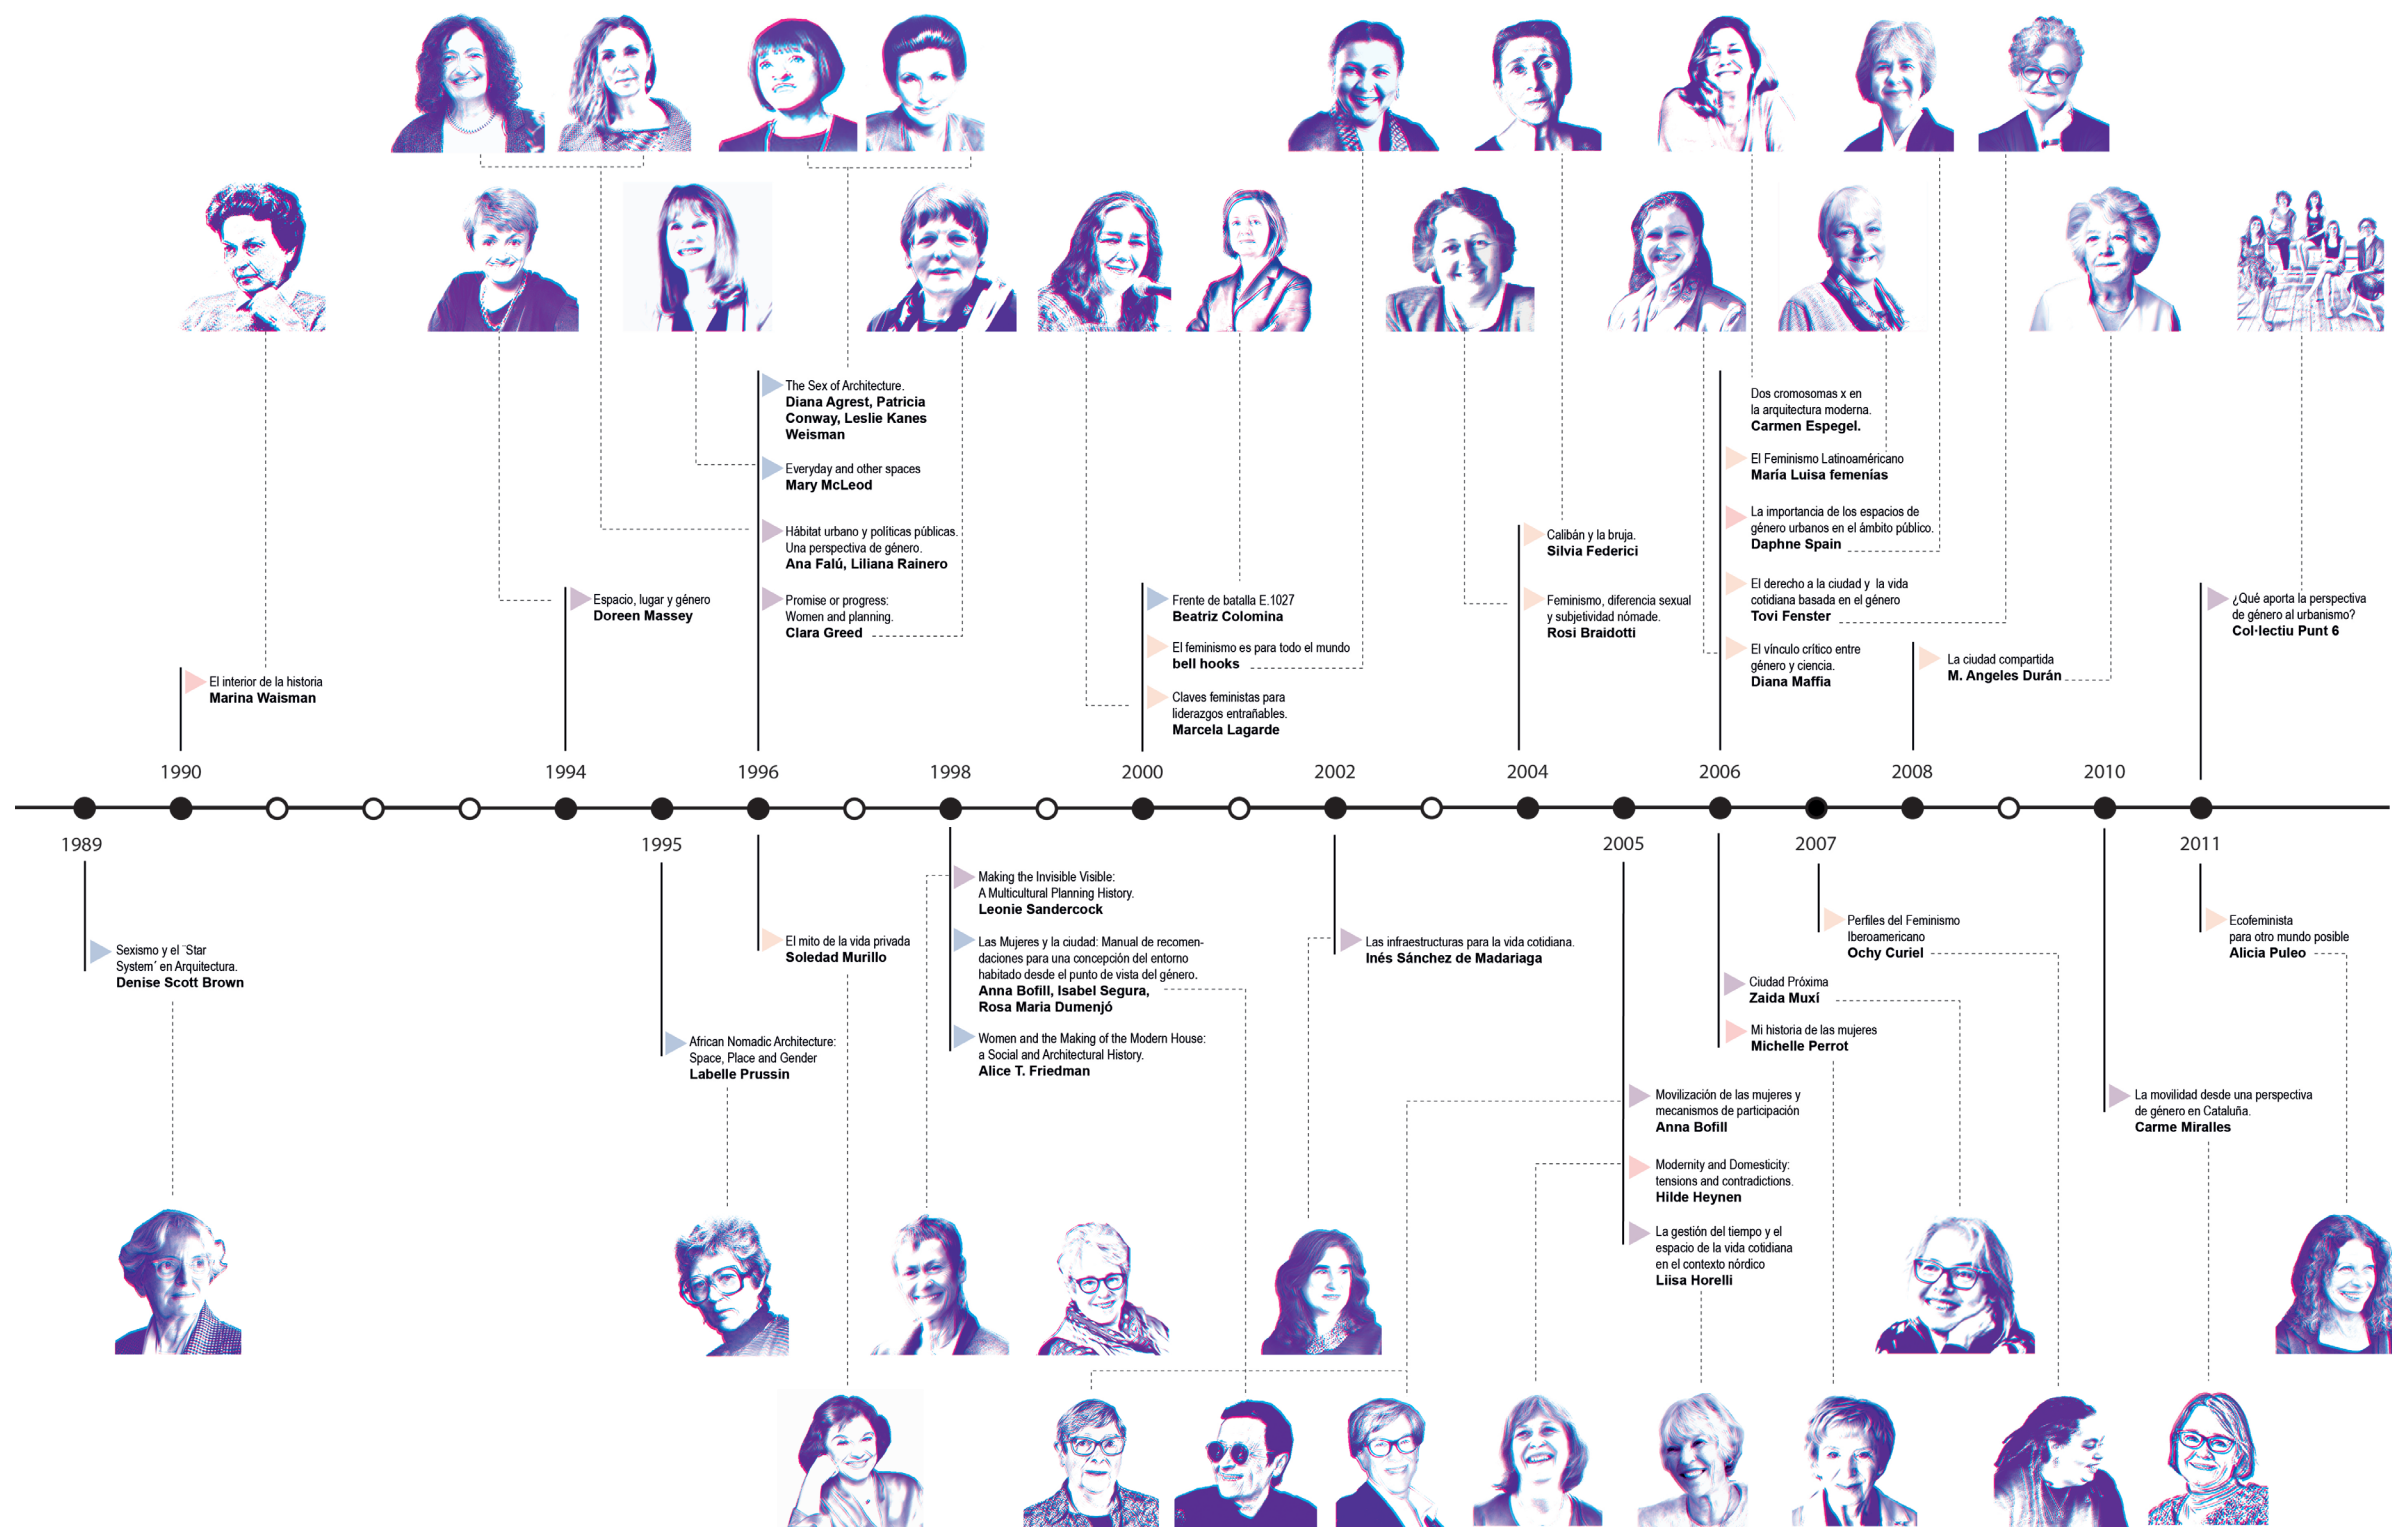 The Sex of Architecture.
Diana Agrest, Patricia
Conway, Leslie Kanes
Weisman
Everyday and other spaces
Mary McLeod
Hábitat urbano y políticas públicas.
Una perspectiva de género.
Ana Falú, Liliana Rainero
Promise or progress:
Women and planning.
Clara Greed
Espacio, lugar y género
Doreen Massey
El interior de la historia
Marina Waisman
Frente de batalla E.1027
Beatriz Colomina
El feminismo es para todo el mundo
bell hooks
Claves feministas para
liderazgos entrañables.
Marcela Lagarde
Calibán y la bruja.
Silvia Federici
Feminismo, diferencia sexual
y subjetividad nómade.
Rosi Braidotti
Dos cromosomas x en
la arquitectura moderna.
Carmen Espegel.
El Feminismo Latinoaméricano
María Luisa femenías
La importancia de los espacios de
género urbanos en el ámbito público.
Daphne Spain
El derecho a la ciudad y la vida
cotidiana basada en el género
Tovi Fenster
El vínculo crítico entre
género y ciencia.
Diana Maffia
La ciudad compartida
M. Angeles Durán
¿Qué aporta la perspectiva
de género al urbanismo?
Col·lectiu Punt 6
1990
1994
1996
1998
2000
2002
2004
2006
2008
2010
1989
1995
2005
2007
2011
Sexismo y el ¨Star
System´ en Arquitectura.
Denise Scott Brown
African Nomadic Architecture:
Space, Place and Gender
Labelle Prussin
El mito de la vida privada
Soledad Murillo
Making the Invisible Visible:
A Multicultural Planning History.
Leonie Sandercock
Las Mujeres y la ciudad: Manual de recomen-
daciones para una concepción del entorno
habitado desde el punto de vista del género.
Anna Bofill, Isabel Segura,
Rosa Maria Dumenjó
Women and the Making of the Modern House:
a Social and Architectural History.
Alice T. Friedman
Las infraestructuras para la vida cotidiana.
Inés Sánchez de Madariaga
Movilización de las mujeres y
mecanismos de participación
Anna Bofill
Modernity and Domesticity:
tensions and contradictions.
Hilde Heynen
La gestión del tiempo y el
espacio de la vida cotidiana
en el contexto nórdico
Liisa Horelli
Ciudad Próxima
Zaida Muxí
Mi historia de las mujeres
Michelle Perrot
Perfiles del Feminismo
Iberoamericano
Ochy Curiel
La movilidad desde una perspectiva
de género en Cataluña.
Carme Miralles
Ecofeminista
para otro mundo posible
Alicia Puleo